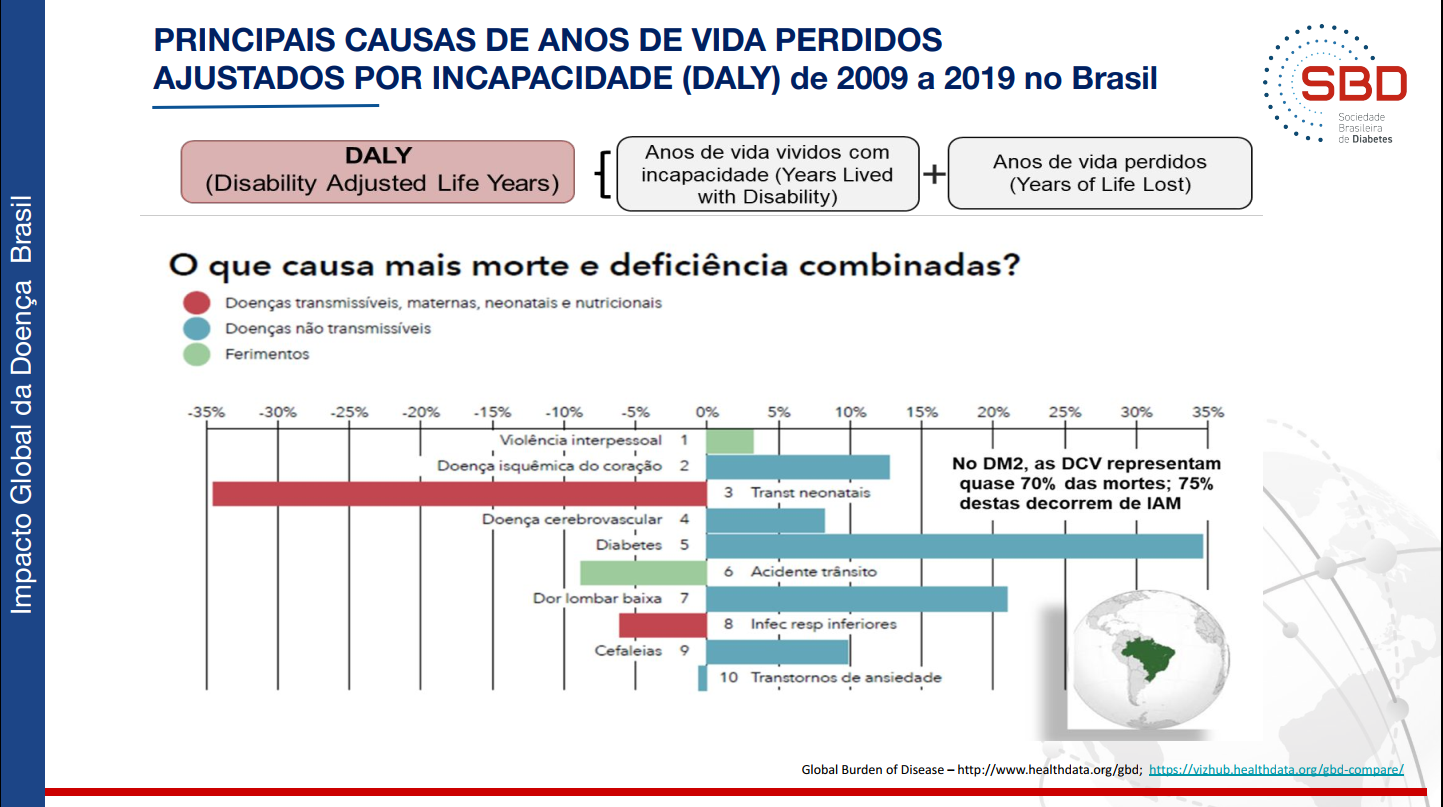 PRINCIPAIS CAUSAS DE ANOS DE VIDA PERDIDOS
AJUSTADOS POR INCAPACIDADE (DALY) de 2009 a 2019 no Brasil
SBD
Sociedade
Brasileira
de Diabetes
Impacto Global da Doença Brasil
DALY
(Disability Adjusted Life Years)
{
Anos de vida vividos com
incapacidade (Years Lived
with Disability)
+
Anos de vida perdidos
(Years of Life Lost)
O que causa mais morte e deficiência combinadas?
Doenças transmissíveis, maternas, neonatais e nutricionais
Doenças não transmissíveis
Ferimentos
-35% -30% -25% -20% -15% -10% -5% 0% 5% 10% 15% 20% 25% 30% 35%
Violência interpessoal 1
Doença isquêmica do coração 2
3 Transt neonatais
Doença cerebrovascular 4
Diabetes 5
6 Acidente trânsito
Dor lombar baixa 7
8 Infec resp inferiores
Cefaleias 9
10 Transtornos de ansiedade
No DM2, as DCV representam
quase 70% das mortes; 75%
destas decorrem de IAM
Global Burden of Disease – http://www.healthdata.org/gbd; https://vizhub.healthdata.org/gbd-compare/